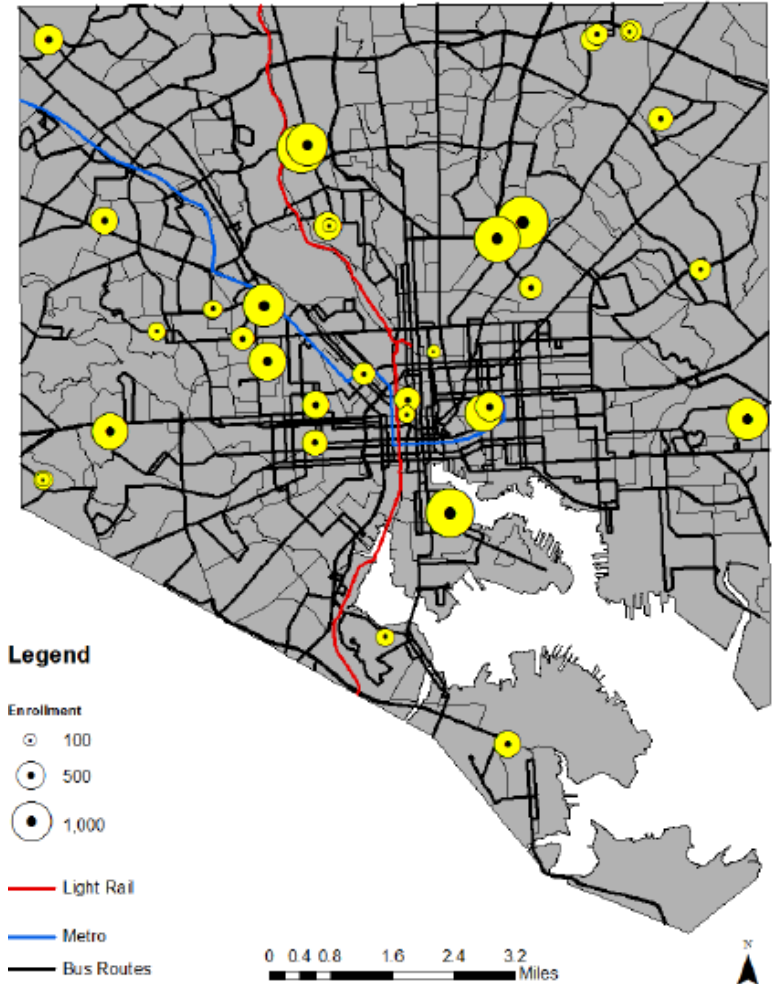 Legend
Enrollment
100
500
1,000
Light Rail
Metro
Bus Routes
0 0.4 0.8 1.6 2.4 3.2
Miles
N